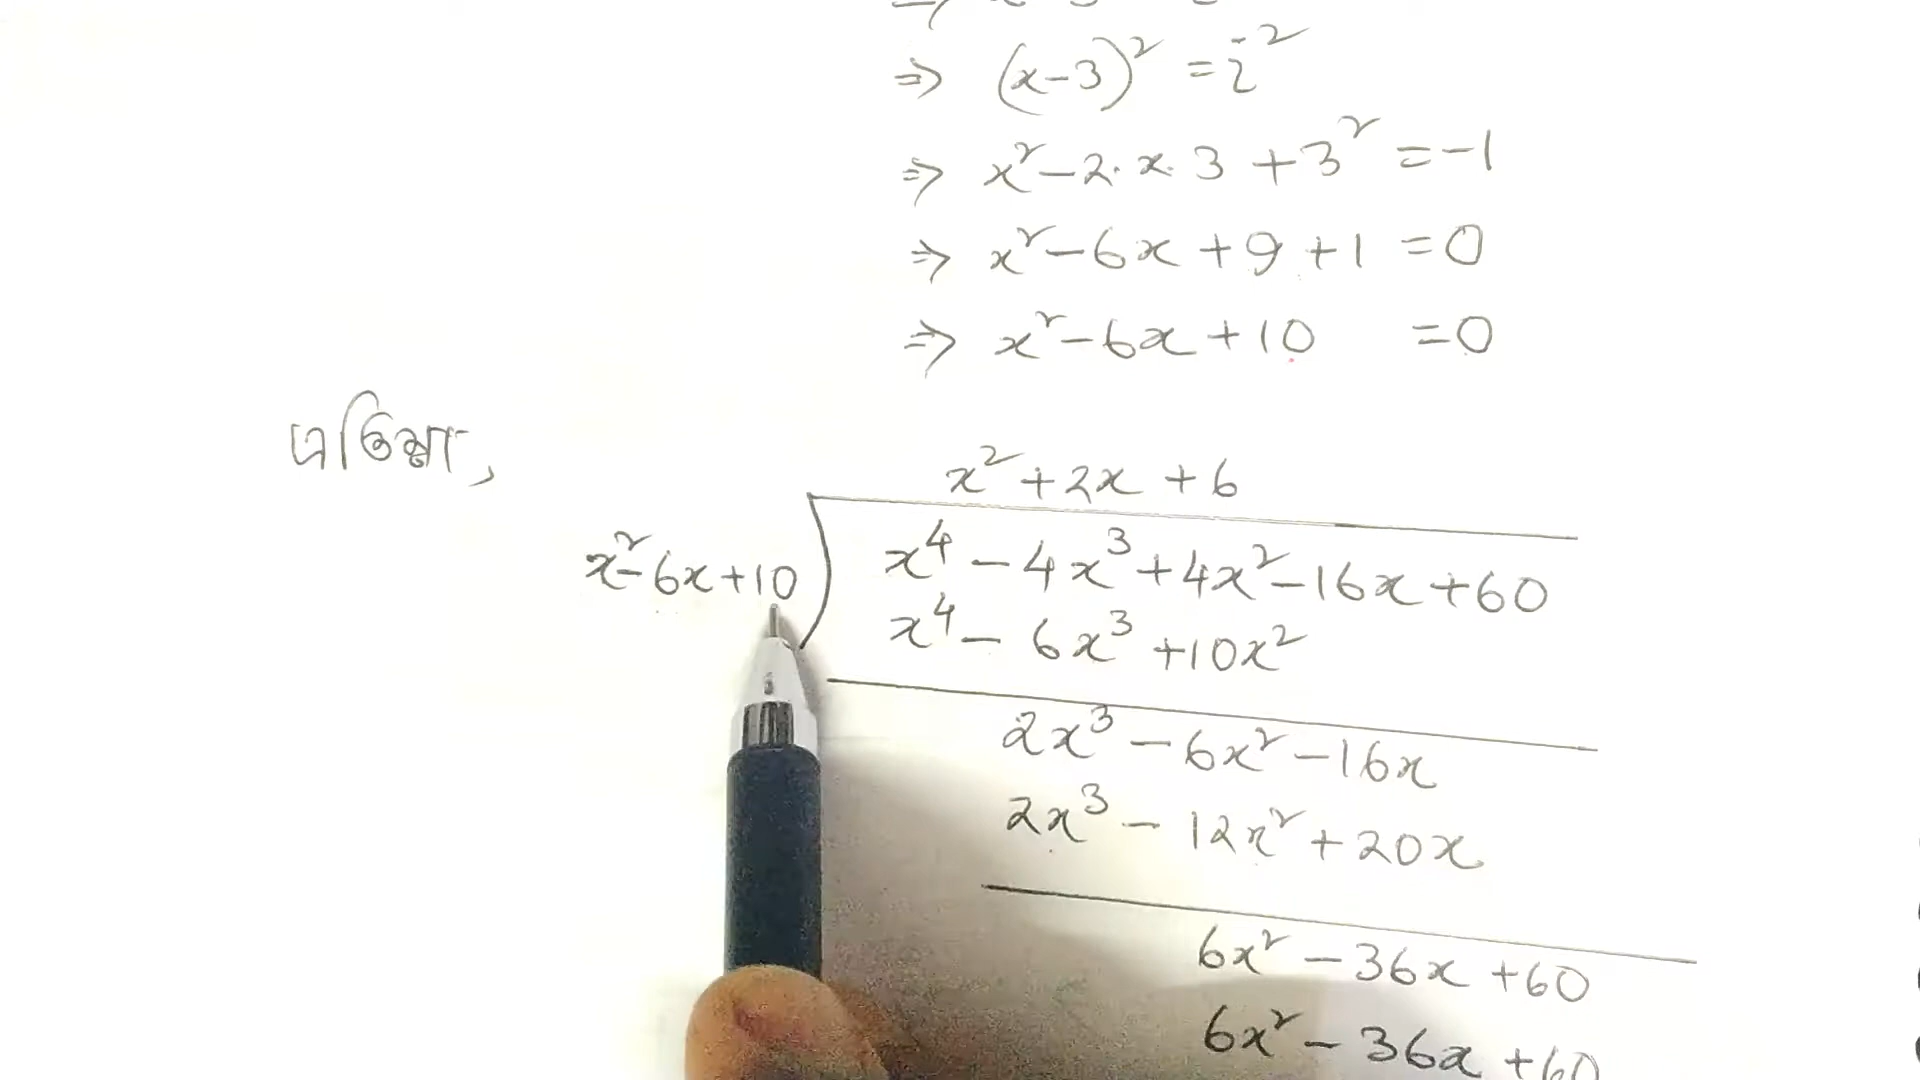 ⇒ (x-3)² = i²
⇒ x² - 2. x. 3 + 3² = -1
⇒ x² - 6x + 9 + 1 = 0
⇒ x² - 6x + 10 = 0
x² + 2x + 6
x² - 6x + 10 ) x⁴ - 4x³ + 4x² - 16x + 60
x⁴ - 6x³ + 10x²
2x³ - 6x² - 16x
2x³ - 12x² + 20x
6x² - 36x + 60
6x² - 36x + 60